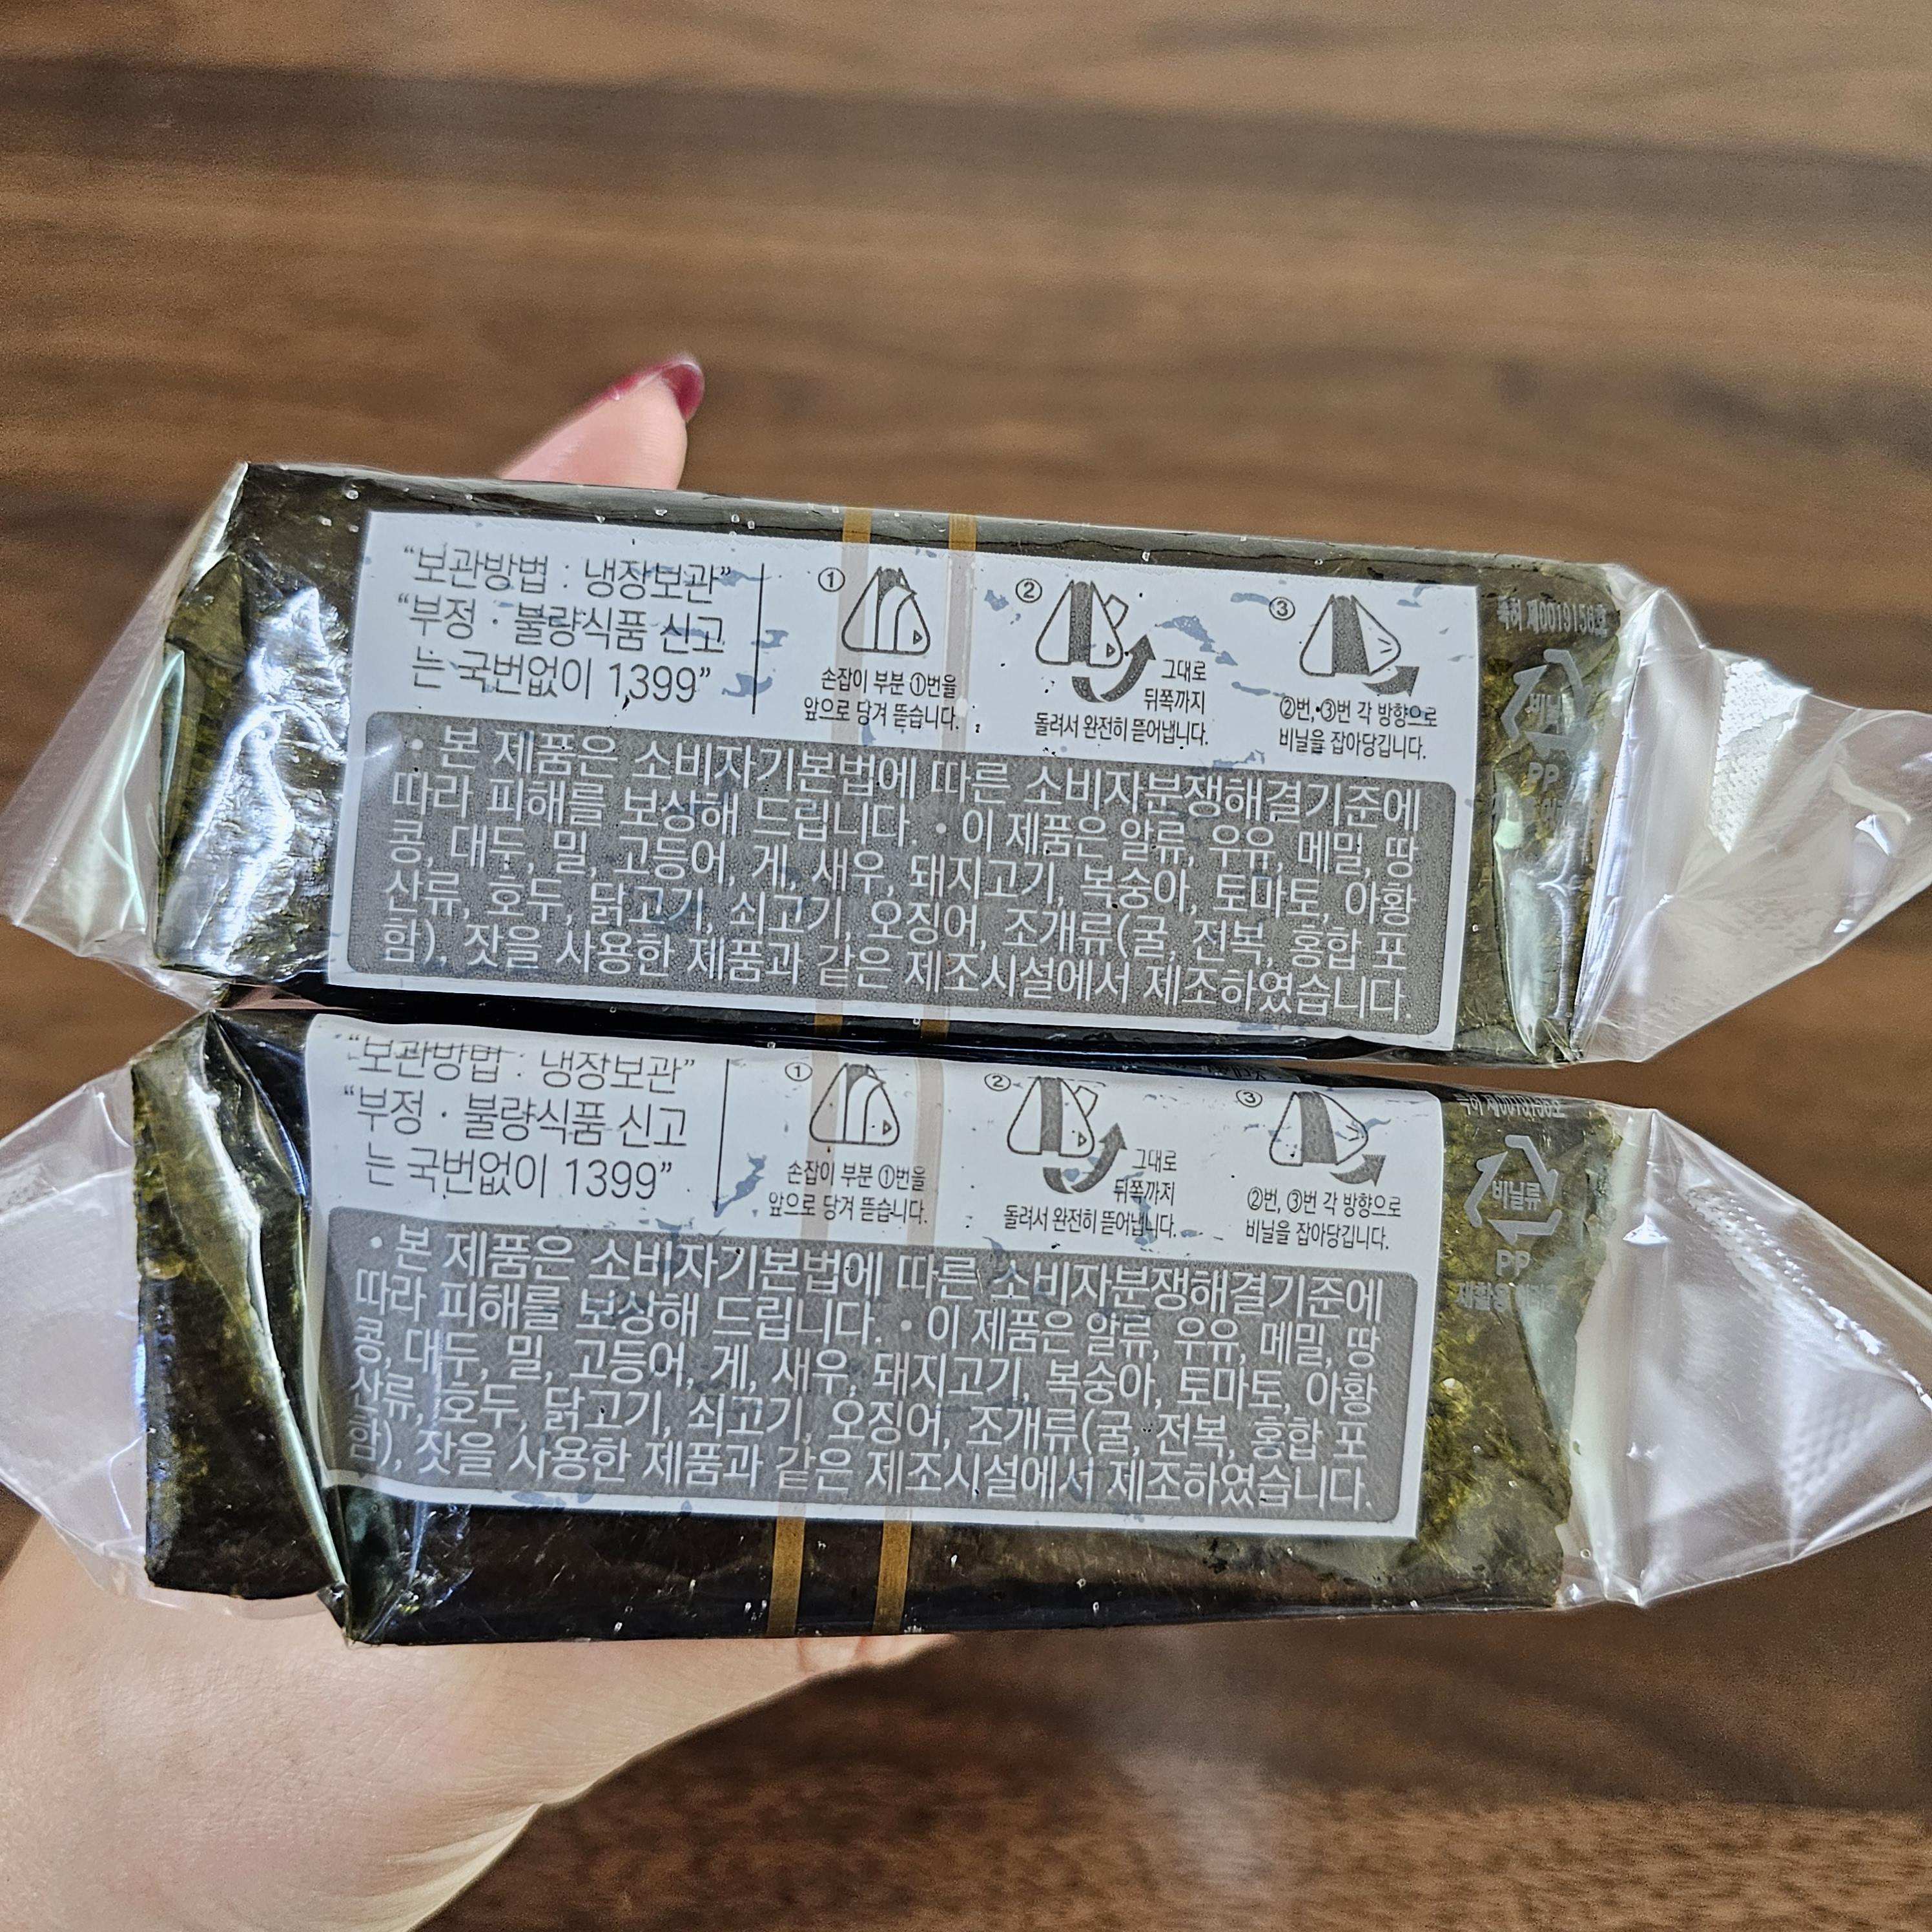 “보관방법 : 냉장보관”
“부정 · 불량식품 신고
는 국번없이 1399”
①
손잡이 부분 ①번을
앞으로 당겨 뜯습니다.
②
그대로
뒤쪽까지
돌려서 완전히 뜯어냅니다.
③
②번, ③번 각 방향으로
비닐을 잡아당깁니다.
• 본 제품은 소비자기본법에 따른 소비자분쟁해결기준에
따라 피해를 보상해 드립니다. • 이 제품은 알류, 우유, 메밀, 땅
콩, 대두, 밀, 고등어, 게, 새우, 돼지고기, 복숭아, 토마토, 아황
산류, 호두, 닭고기, 쇠고기, 오징어, 조개류(굴, 전복, 홍합 포
함), 잣을 사용한 제품과 같은 제조시설에서 제조하였습니다.
특허 제0019156호
비닐류
PP
“보관방법 : 냉장보관”
“부정 · 불량식품 신고
는 국번없이 1399”
①
손잡이 부분 ①번을
앞으로 당겨 뜯습니다.
②
그대로
뒤쪽까지
돌려서 완전히 뜯어냅니다.
③
②번, ③번 각 방향으로
비닐을 잡아당깁니다.
• 본 제품은 소비자기본법에 따른 소비자분쟁해결기준에
따라 피해를 보상해 드립니다. • 이 제품은 알류, 우유, 메밀, 땅
콩, 대두, 밀, 고등어, 게, 새우, 돼지고기, 복숭아, 토마토, 아황
산류, 호두, 닭고기, 쇠고기, 오징어, 조개류(굴, 전복, 홍합 포
함), 잣을 사용한 제품과 같은 제조시설에서 제조하였습니다.
비닐류
PP